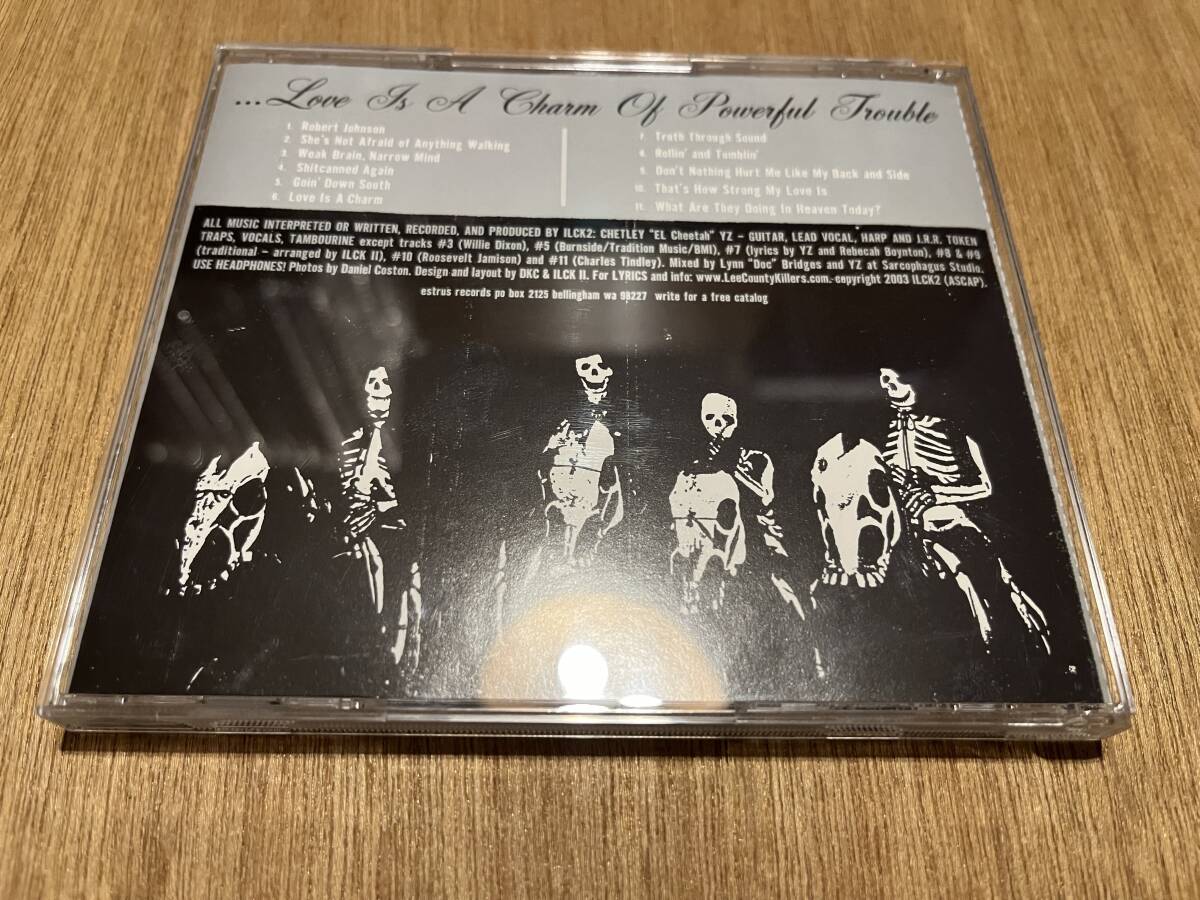 ...Love Is A Charm Of Powerful Trouble
1. Robert Johnson
2. She's Not Afraid of Anything Walking
3. Weak Brain, Narrow Mind
4. Shitcanned Again
5. Goin' Down South
6. Love Is A Charm
7. Truth Through Sound
8. Rollin' and Tumblin'
9. Don't Nothing Hurt Me Like My Back and Side
10. That's How Strong My Love Is
11. What Are They Doing In Heaven Today?
ALL MUSIC INTERPRETED OR WRITTEN, RECORDED, AND PRODUCED BY ILCK2: CHETLEY "EL Cheetah" YZ – GUITAR, LEAD VOCAL, HARP AND J.R.R. TOKEN
TRAPS, VOCALS, TAMBOURINE except tracks #3 (Willie Dixon), #5 (Burnside/Tradition Music/BMI), #7 (lyrics by YZ and Rebecah Boynton), #8 & #9
(traditional – arranged by ILCK II), #10 (Roosevelt Jamison) and #11 (Charles Tindley). Mixed by Lynn "Doc" Bridges and YZ at Sarcophagus Studio.
USE HEADPHONES! Photos by Daniel Coston. Design and layout by DKC & ILCK II. For LYRICS and info: www.LeeCountyKillers.com. copyright 2003 ILCK2 (ASCAP).
estrus records po box 2125 bellingham wa 98227 write for a free catalog